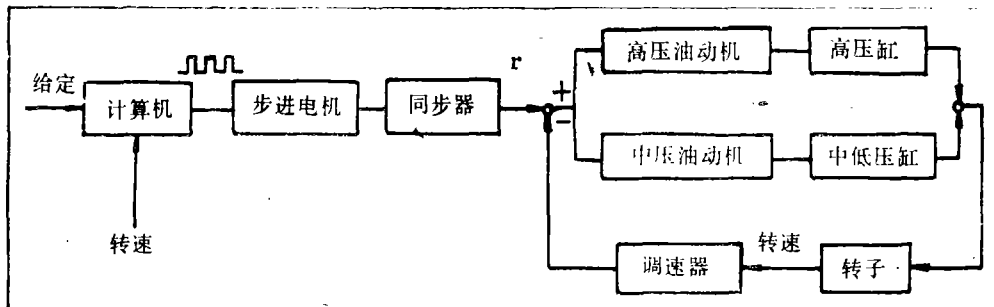 给定
计算机
步进电机
同步器
r
+
−
高压油动机
高压缸
中压油动机
中低压缸
转速
调速器
转速
转子